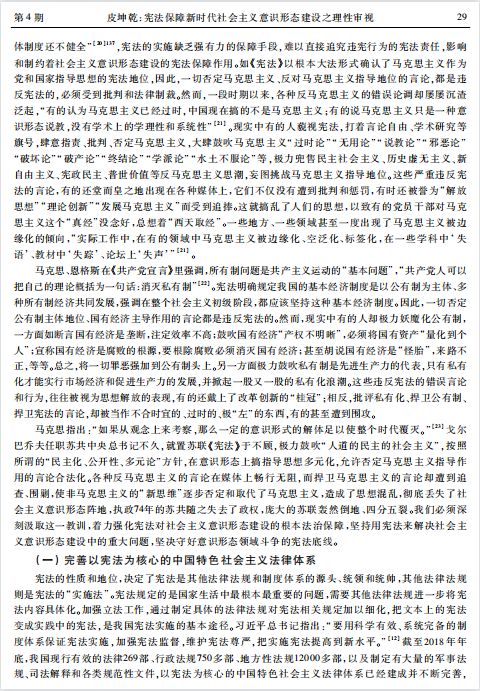 第 4 期 皮坤乾:宪法保障新时代社会主义意识形态建设之理性审视 29
体制度还不健全”[20]137,宪法的实施缺乏强有力的保障手段,难以直接追究违宪行为的宪法责任,影响
和制约着社会主义意识形态建设的宪法保障作用。如《宪法》以根本大法形式确认了马克思主义作为
党和国家指导思想的宪法地位,因此,一切否定马克思主义、反对马克思主义指导地位的言论,都是违
反宪法的,必须受到批判和法律制裁。然而,一段时期以来,各种反马克思主义的错误论调却屡屡沉渣
泛起,“有的认为马克思主义已经过时,中国现在搞的不是马克思主义;有的说马克思主义只是一种意
识形态说教,没有学术上的学理性和系统性”[21]。现实中有的人藐视宪法,打着言论自由、学术研究等
旗号,肆意指责、批判、否定马克思主义,大肆鼓吹马克思主义“过时论”“无用论”“说教论”“邪恶论”
“破坏论”“破产论”“终结论”“学派论”“水土不服论”等,极力兜售民主社会主义、历史虚无主义、新
自由主义、宪政民主、普世价值等反马克思主义思潮,妄图挑战马克思主义指导地位。这些严重违反宪
法的言论,有的还堂而皇之地出现在各种媒体上,它们不仅没有遭到批判和惩罚,有时还被誉为“解放
思想”“理论创新”“发展马克思主义”而受到追捧。这就搞乱了人们的思想,以致有的党员干部对马克
思主义这个“真经”没念好,总想着“西天取经”。一些地方、一些领域甚至一度出现了马克思主义被边
缘化的倾向,“实际工作中,在有的领域中马克思主义被边缘化、空泛化、标签化,在一些学科中‘失
语’、教材中‘失踪’、论坛上‘失声’”[21]。
马克思、恩格斯在《共产党宣言》里强调,所有制问题是共产主义运动的“基本问题”,“共产党人可以
把自己的理论概括为一句话:消灭私有制”[22]。宪法明确规定我国的基本经济制度是以公有制为主体、多
种所有制经济共同发展,强调在整个社会主义初级阶段,都应该坚持这种基本经济制度。因此,一切否定
公有制主体地位、国有经济主导作用的言论都是违反宪法的。然而,现实中有的人却极力妖魔化公有制,
一方面如断言国有经济是垄断,注定效率不高;鼓吹国有经济“产权不明晰”,必须将国有资产“量化到个
人”;宣称国有经济是腐败的根源,要根除腐败必须消灭国有经济;甚至胡说国有经济是“怪胎”,来路不
正,等等。总之,将一切罪恶强加到公有制头上。另一方面极力鼓吹私有制是先进生产力的代表,只有私有
化才能实行市场经济和促进生产力的发展,并掀起一股又一股的私有化浪潮。这些违反宪法的错误言论
和行为,往往被视为思想解放的表现,有的还戴上了改革创新的“桂冠”;相反,批评私有化、捍卫公有制、
捍卫宪法的言论,却被当作不合时宜的、过时的、极“左”的东西,有的甚至遭到围攻。
马克思指出:“如果从观念上来考察,那么一定的意识形式的解体足以使整个时代覆灭。”[23]戈尔
巴乔夫任职苏共中央总书记不久,就置苏联《宪法》于不顾,极力鼓吹“人道的民主的社会主义”,按照
所谓的“民主化、公开性、多元论”方针,在意识形态上搞指导思想多元化,允许否定马克思主义指导作
用的言论合法化。各种反马克思主义的言论在媒体上畅行无阻,而捍卫马克思主义的言论却遭到追
查、围剿,使非马克思主义的“新思维”逐步否定和取代了马克思主义,造成了思想混乱,彻底丢失了社
会主义意识形态阵地,执政74年的苏共随之失去了政权,庞大的苏联轰然倒地、四分五裂。我们必须深
刻汲取这一教训,着力强化宪法对社会主义意识形态建设的根本法治保障,坚持用宪法来解决社会主
义意识形态建设中的重大问题,坚决守好意识形态领域斗争的宪法底线。
(一)完善以宪法为核心的中国特色社会主义法律体系
宪法的性质和地位,决定了宪法是其他法律法规和制度体系的源头、统领和统帅,其他法律法规
则是宪法的“实施法”。宪法规定的是国家生活中最根本最重要的问题,需要其他法律法规进一步将宪
法内容具体化。加强立法工作,通过制定具体的法律法规对宪法相关规定加以细化,把文本上的宪法
变成实践中的宪法,是我国宪法实施的基本途径。习近平总书记指出:“要用科学有效、系统完备的制
度体系保证宪法实施,加强宪法监督,维护宪法尊严,把实施宪法提高到新水平。”[12]截至2018年年
底,我国现行有效的法律269部、行政法规750多部、地方性法规12000多部,以及制定有大量的军事法
规、司法解释和各类规范性文件,以宪法为核心的中国特色社会主义法律体系已经建成并不断完善,